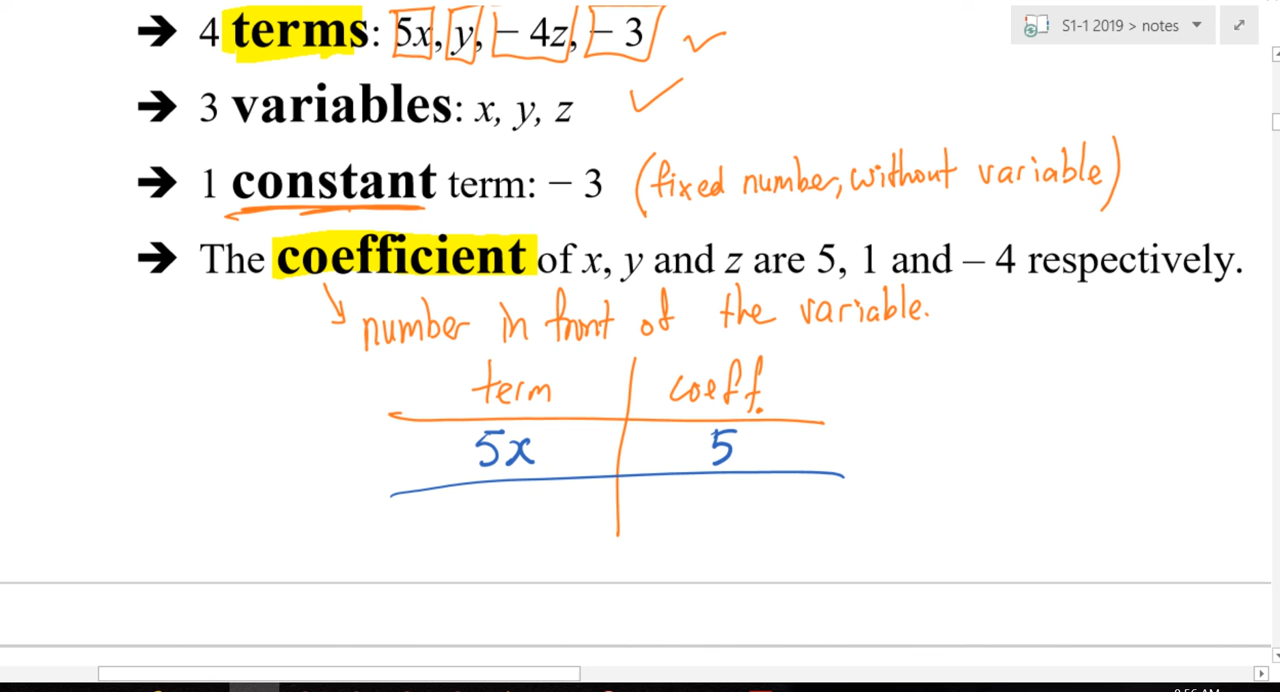 → 4 terms: 5x, y, − 4z, − 3 ✓
S1-1 2019 > notes
→ 3 variables: x, y, z ✓
→ 1 constant term: − 3 (fixed number, without variable)
→ The coefficient of x, y and z are 5, 1 and − 4 respectively.
number in front of the variable.
term coeff.
5x 5